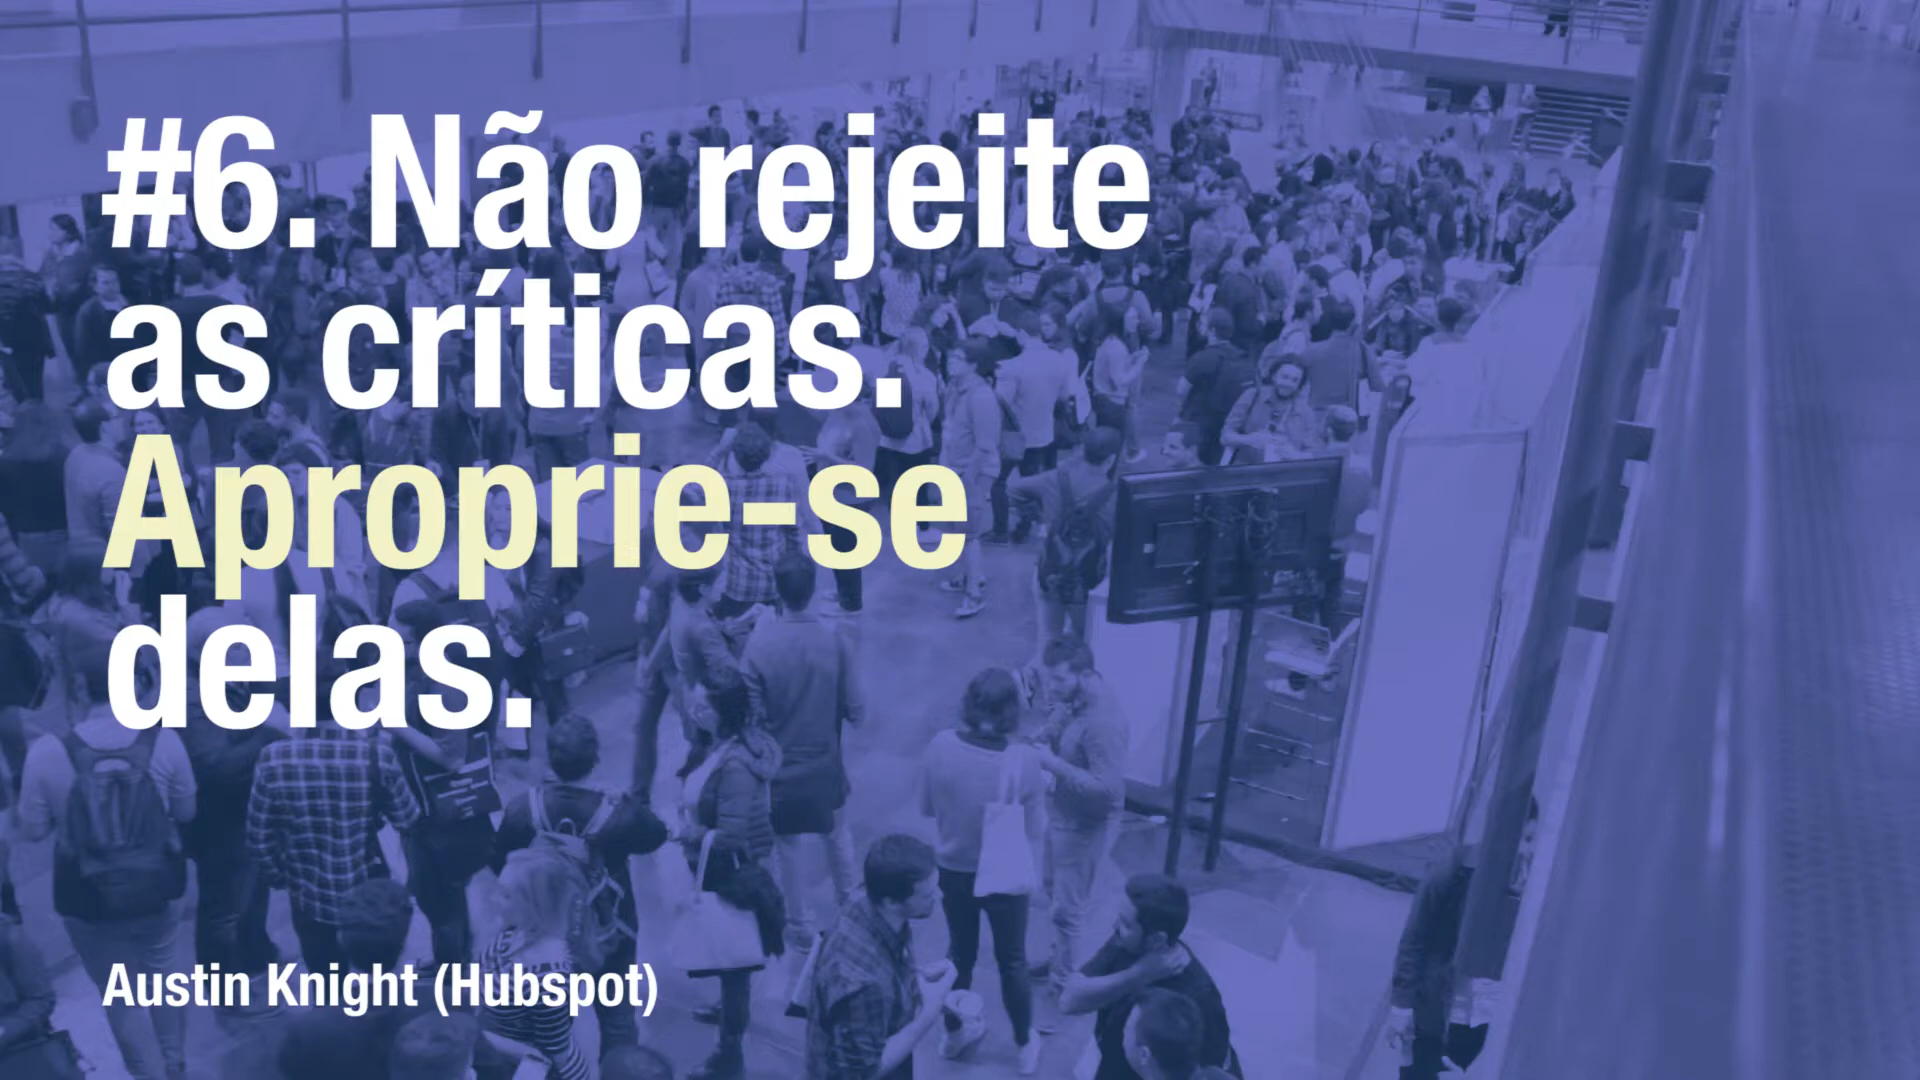 #6. Não rejeite
as críticas.
Aproprie-se
delas.
Austin Knight (Hubspot)